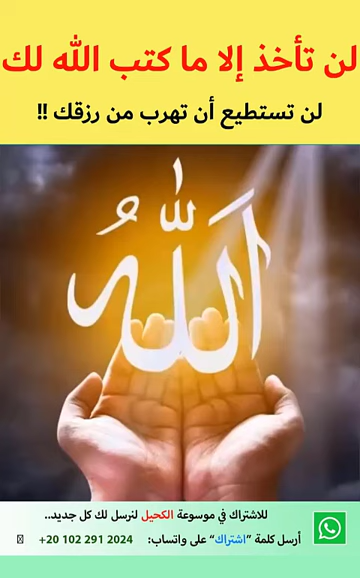 لن تأخذ إلا ما كتب الله لك
لن تستطيع أن تهرب من رزقك !!
الله
للاشتراك في موسوعة الكحيل لنرسل لك كل جديد..
أرسل كلمة “اشتراك” على واتساب: +20 102 291 2024